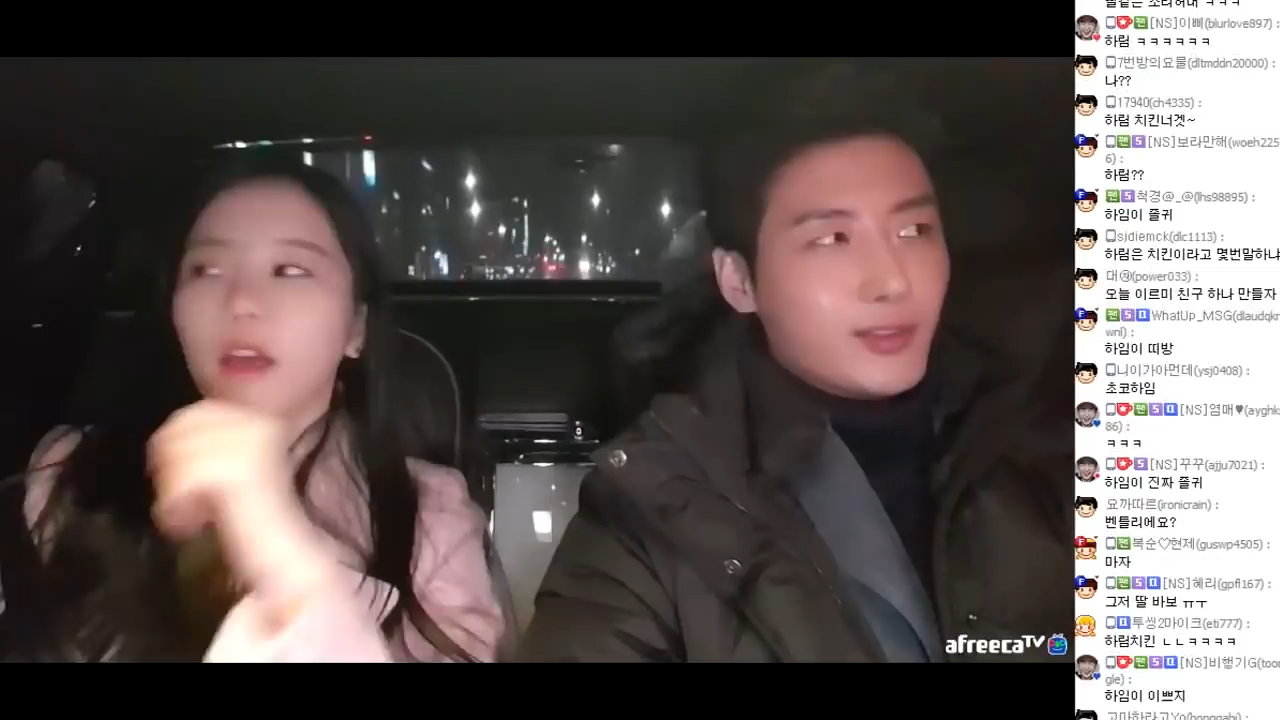 [NS]이삐(blurlove897) :
하림 ㅋㅋㅋㅋㅋㅋ
7번방의요물(dltmddn20000) :
나??
17940(ch4335) :
하림 치킨너겟~
[NS]보라만해(woeh225
6) :
하림??
척경@_@(lhs98895) :
하임이 졸귀
sjdiemck(dlc1113) :
하림은 치킨이라고 몇번말하냐
대@(power033) :
오늘 이르미 친구 하나 만들자
WhatUp_MSG(dlaudqkr
wnl) :
하임이 띠방
니이가아먼데(ysj0408) :
초코하임
[NS]염매♥(ayghk
86) :
ㅋㅋㅋ
[NS]꾸꾸(ajju7021) :
하임이 진짜 졸귀
요까따르(ironicrain) :
벤틀리에요?
복순♡현제(guswp4505) :
마자
[NS]혜리(gpfl167) :
그저 딸 바보 ㅠㅜ
투씽2마이크(eti777) :
하림치킨 ㄴㄴㅋㅋㅋㅋ
afreecaTV
[NS]비행기G(toon
gle) :
하임이 이쁘지